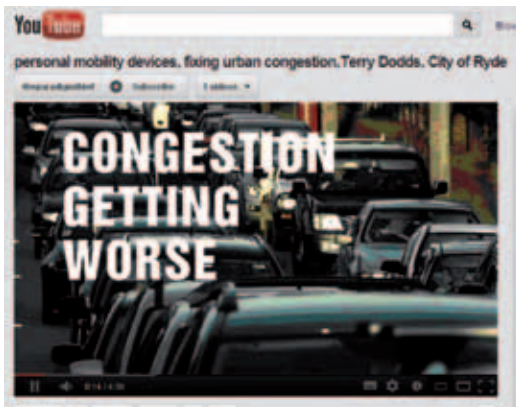 YouTube
personal mobility devices. fixing urban congestion.Terry Dodds. City of Ryde
Subscribe
CONGESTION
GETTING
WORSE